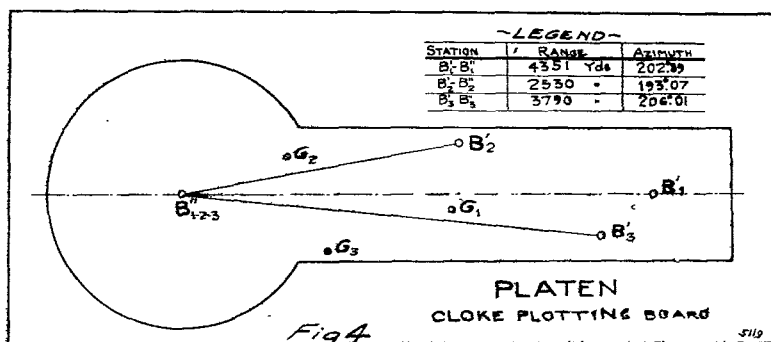 ~LEGEND~
STATION RANGE AZIMUTH
B'₁-B"₁ 4351 Yds 202.°89
B'₂-B"₂ 2530 " 193.°07
B'₃ B"₃ 3790 " 206.°01
G₂
B'₂
B"₁₋₂₋₃
G₁
B'₁
B'₃
G₃
PLATEN
CLOKE PLOTTING BOARD
Fig 4
5119